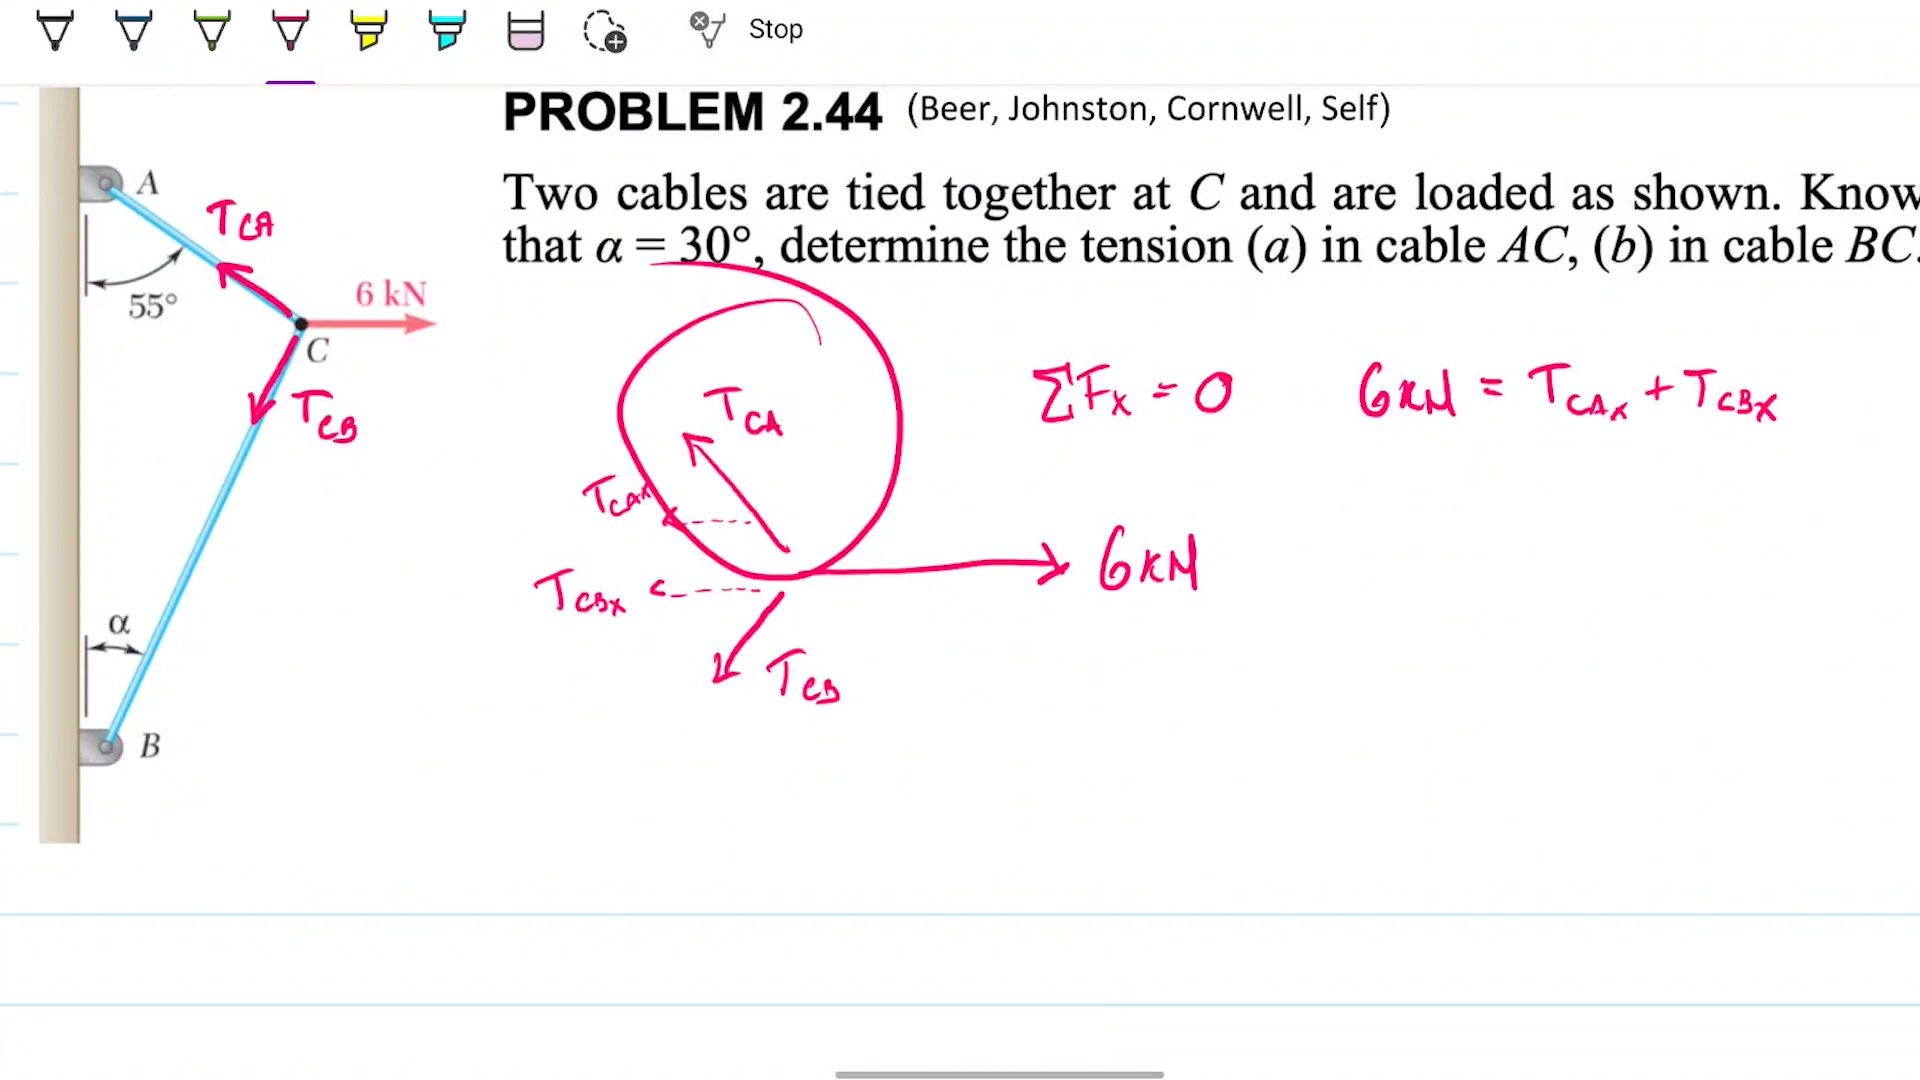 Stop
PROBLEM 2.44 (Beer, Johnston, Cornwell, Self)
Two cables are tied together at C and are loaded as shown. Know
that α = 30°, determine the tension (a) in cable AC, (b) in cable BC.
A
T_CA
55°
6 kN
C
T_CB
α
B
T_CA
T_CAx
T_CBx
T_CB
6KN
ΣFx = 0
6KN = T_CAx + T_CBx